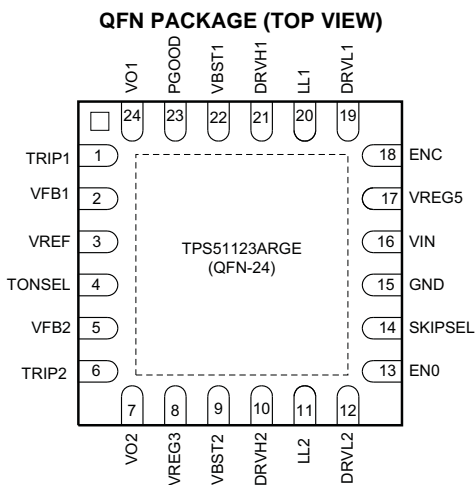 QFN PACKAGE (TOP VIEW)
VO1
PGOOD
VBST1
DRVH1
LL1
DRVL1
24
23
22
21
20
19
TRIP1
1
VFB1
2
VREF
3
TONSEL
4
VFB2
5
TRIP2
6
TPS51123ARGE
(QFN-24)
18
ENC
17
VREG5
16
VIN
15
GND
14
SKIPSEL
13
EN0
7
8
9
10
11
12
VO2
VREG3
VBST2
DRVH2
LL2
DRVL2